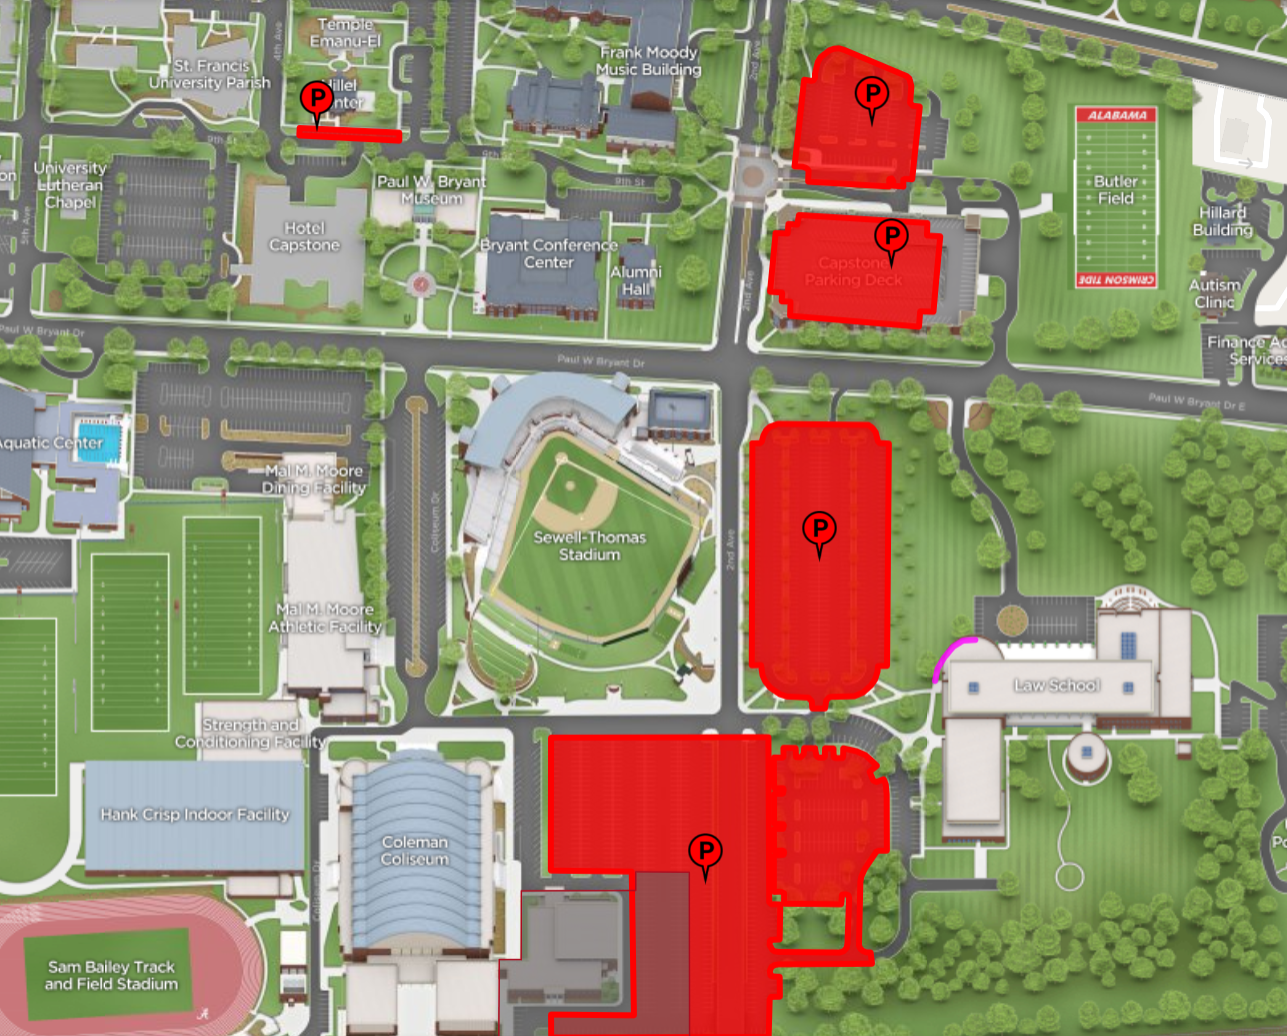 Temple
Emanu-El
4th Ave
St. Francis
University Parish
Frank Moody
Music Building
2nd Ave
P
P
ALABAMA
9th St
9th St
9th St
University
Lutheran
Chapel
Paul W. Bryant
Museum
Butler
Field
5th Ave
Hotel
Capstone
Hillard
Building
P
Bryant Conference
Center
Alumni
Hall
Capstone
Parking Deck
2nd Ave
CRIMSON TIDE
Autism
Clinic
Paul W Bryant Dr
Paul W Bryant Dr
Services
Paul W Bryant Dr E
Aquatic Center
Mal M. Moore
Dining Facility
Coliseum Dr
Sewell-Thomas
Stadium
P
2nd Ave
Mal M. Moore
Athletic Facility
Law School
Strength and
Conditioning Facility
Hank Crisp Indoor Facility
Coleman
Coliseum
P
Coliseum Dr
Sam Bailey Track
and Field Stadium
A